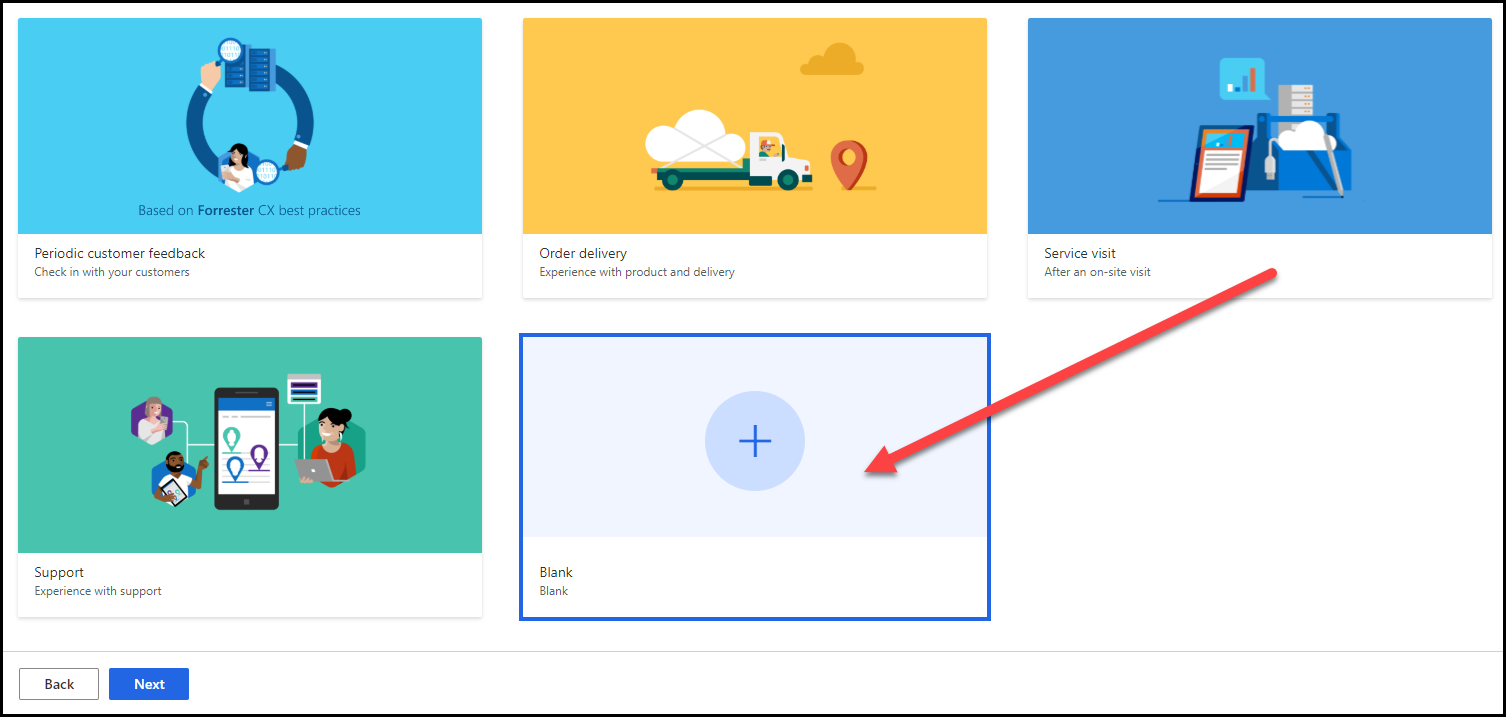 Based on Forrester CX best practices
Periodic customer feedback
Check in with your customers
Order delivery
Experience with product and delivery
Service visit
After an on-site visit
Support
Experience with support
Blank
Blank
Back
Next